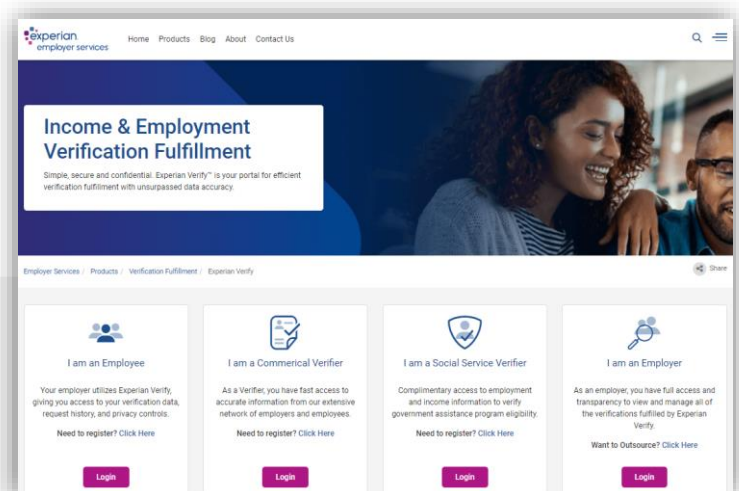 experian
employer services
Home Products Blog About Contact Us
Income & Employment
Verification Fulfillment
Simple, secure and confidential. Experian Verify™ is your portal for efficient
verification fulfillment with unsurpassed data accuracy.
Employer Services / Products / Verification Fulfillment / Experian Verify
Share
I am an Employee
Your employer utilizes Experian Verify,
giving you access to your verification data,
request history, and privacy controls.
Need to register? Click Here
Login
I am a Commerical Verifier
As a Verifier, you have fast access to
accurate information from our extensive
network of employers and employees.
Need to register? Click Here
Login
I am a Social Service Verifier
Complimentary access to employment
and income information to verify
government assistance program eligibility.
Need to register? Click Here
Login
I am an Employer
As an employer, you have full access and
transparency to view and manage all of
the verifications fulfilled by Experian
Verify.
Want to Outsource? Click Here
Login